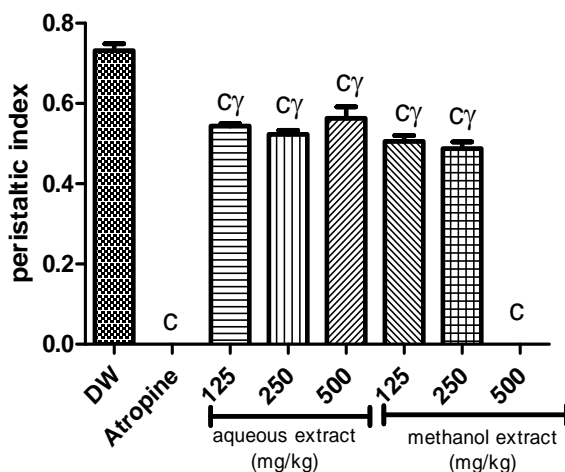 peristaltic index
0.8
0.6
0.4
0.2
0.0
c
cγ
cγ
cγ
cγ
cγ
c
DW
Atropine
125
250
500
125
250
500
aqueous extract
(mg/kg)
methanol extract
(mg/kg)